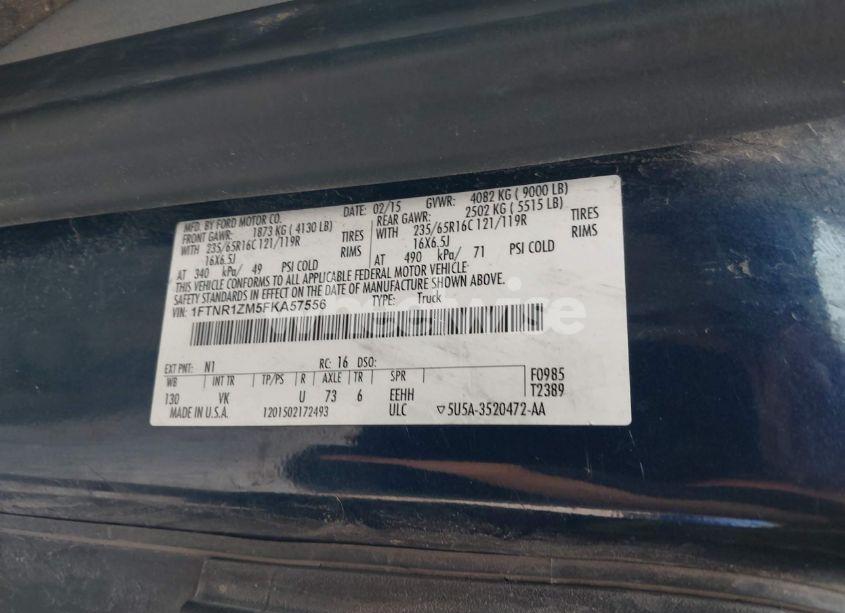 MFD. BY FORD MOTOR CO. DATE: 02/15 GVWR: 4082 KG ( 9000 LB)
FRONT GAWR: 1873 KG ( 4130 LB) REAR GAWR: 2502 KG ( 5515 LB)
WITH 235/65R16C 121/119R TIRES WITH 235/65R16C 121/119R TIRES
16X6.5J RIMS 16X6.5J RIMS
AT 340 kPa/ 49 PSI COLD AT 490 kPa/ 71 PSI COLD
THIS VEHICLE CONFORMS TO ALL APPLICABLE FEDERAL MOTOR VEHICLE
SAFETY STANDARDS IN EFFECT ON THE DATE OF MANUFACTURE SHOWN ABOVE.
VIN: 1FTNR1ZM5FKA57556 TYPE: Truck
EXT PNT: N1 RC: 16 DSO: F0985
WB INT TR TP/PS R AXLE TR SPR T2389
130 VK U 73 6 EEHH
MADE IN U.S.A. 1201502172493 ULC ▽5U5A-3520472-AA